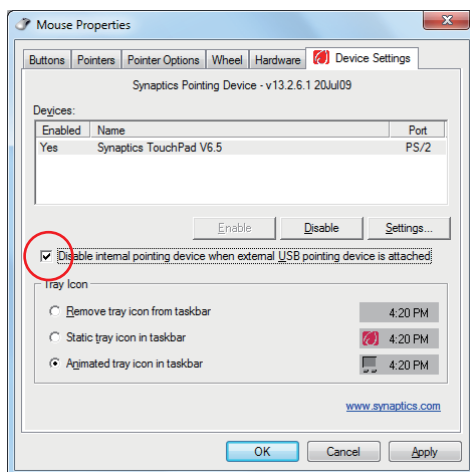 Mouse Properties
Buttons Pointers Pointer Options Wheel Hardware Device Settings
Synaptics Pointing Device - v13.2.6.1 20Jul09
Devices:
Enabled Name Port
Yes Synaptics TouchPad V6.5 PS/2
Enable Disable Settings...
Disable internal pointing device when external USB pointing device is attached
Tray Icon
Remove tray icon from taskbar 4:20 PM
Static tray icon in taskbar 4:20 PM
Animated tray icon in taskbar 4:20 PM
www.synaptics.com
OK Cancel Apply